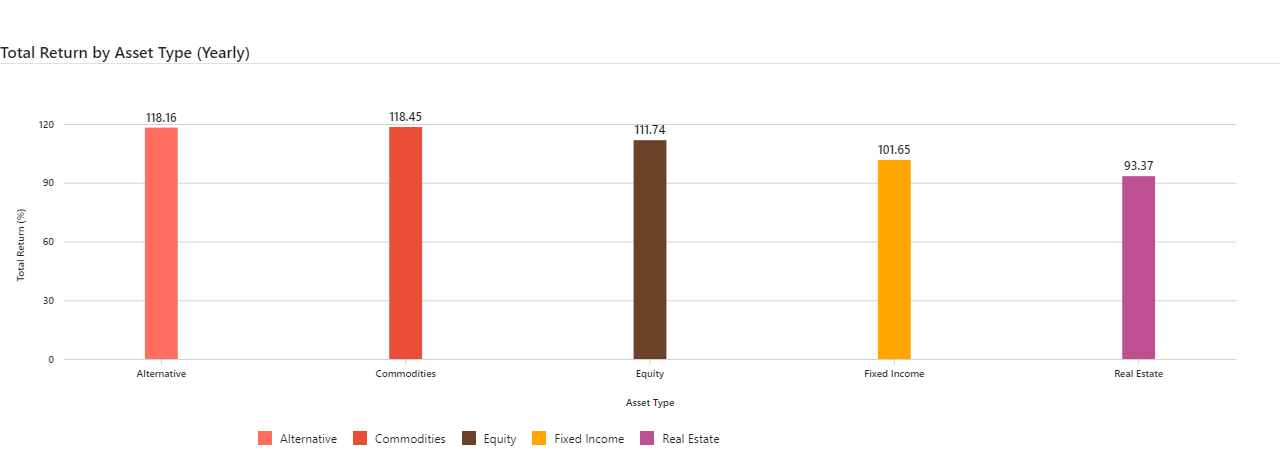 Total Return by Asset Type (Yearly)
118.16
118.45
111.74
101.65
93.37
120
90
60
30
0
Total Return (%)
Alternative
Commodities
Equity
Fixed Income
Real Estate
Asset Type
Alternative Commodities Equity Fixed Income Real Estate